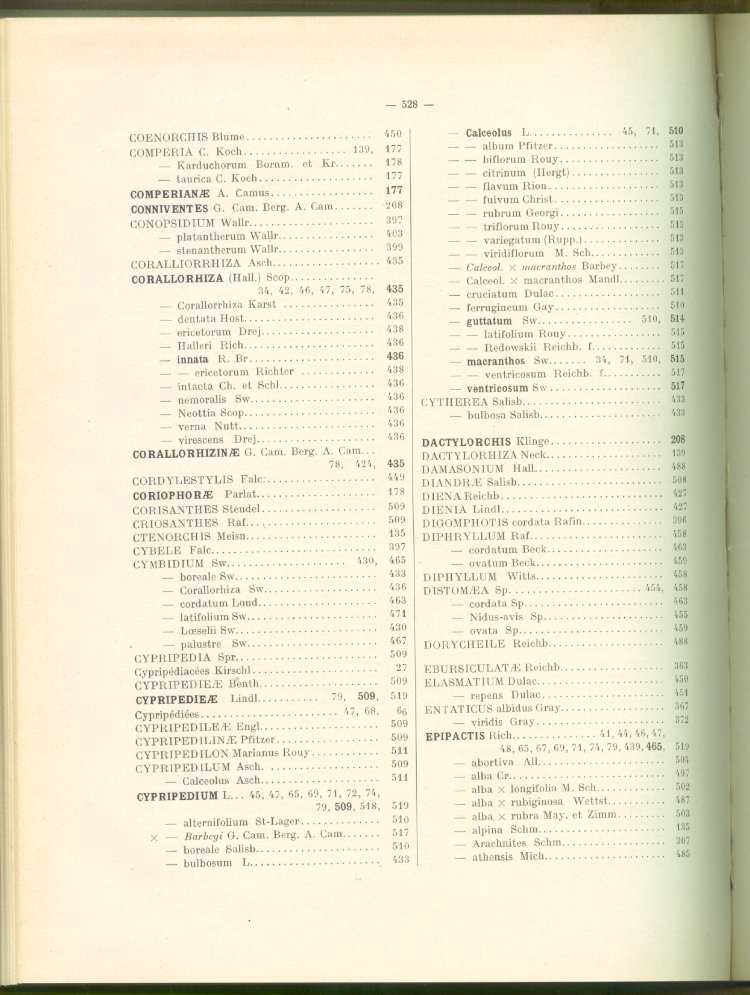 — 528 —
COENORCHIS Blume..................... 450
COMPERIA C. Koch.................. 139, 177
— Karduchorum Bornm. et Kr....... 178
— taurica C. Koch.................... 177
COMPERIANÆ A. Camus.................. 177
CONNIVENTES G. Cam. Berg. A. Cam....... 208
CONOPSIDIUM Wallr..................... 397
— platantherum Wallr................ 403
— stenantherum Wallr................ 399
CORALLIORRHIZA Asch................. 435
CORALLORHIZA (Hall.) Scop..............
34, 42, 46, 47, 75, 78, 435
— Corallorrhiza Karst ................ 435
— dentata Host...................... 436
— ericetorum Drej................... 438
— Halleri Rich...................... 436
— innata R. Br..................... 436
— — ericetorum Richter ............. 438
— intacta Ch. et Schl................ 436
— nemoralis Sw..................... 436
— Neottia Scop...................... 436
— verna Nutt....................... 436
— virescens Drej.................... 436
CORALLORHIZINÆ G. Cam. Berg. A. Cam...
78, 424, 435
CORDYLESTYLIS Falc.................... 449
CORIOPHORÆ Parlat.................... 178
CORISANTHES Steudel................... 509
CRIOSANTHES Raf...................... 509
CTENORCHIS Meisn..................... 135
CYBELE Falc........................... 397
CYMBIDIUM Sw.................... 430, 465
— boreale Sw....................... 433
— Corallorhiza Sw................... 436
— cordatum Loud.................... 463
— latifolium Sw..................... 471
— Lœselii Sw....................... 430
— palustre Sw...................... 467
CYPRIPEDIA Spr....................... 509
Cypripédiacées Kirschl.................... 27
CYPRIPEDIEÆ Benth.................... 509
CYPRIPEDIEÆ Lindl........... 79, 509, 519
Cypripédiées....................... 47, 68, 66
CYPRIPEDILEÆ Engl................... 509
CYPRIPEDILINÆ Pfitzer................. 509
CYPRIPEDILON Marianus Rouy........... 511
CYPRIPEDILUM Asch.................... 509
— Calceolus Asch.................... 511
CYPRIPEDIUM L... 45, 47, 65, 69, 71, 72, 74,
79, 509, 518, 519
— alternifolium St-Lager.............. 510
× — Barbeyi G. Cam. Berg. A. Cam....... 517
— boreale Salisb..................... 510
— bulbosum L...................... 433
— Calceolus L.............. 45, 71, 510
— — album Pfitzer.................. 513
— — biflorum Rouy................. 513
— — citrinum (Hergt)............... 513
— — flavum Rion................... 513
— — fulvum Christ.................. 513
— — rubrum Georgi................. 515
— — triflorum Rouy................. 513
— — variegatum (Rupp.)............. 513
— — viridiflorum M. Sch............. 513
— Calceol. × macranthos Barbey....... 517
— Calceol. × macranthos Mandl....... 517
— cruciatum Dulac................... 511
— ferrugineum Gay.................. 510
— guttatum Sw................. 510, 514
— — latifolium Rouy................ 515
— — Redowskii Reichb. f............ 515
— macranthos Sw....... 34, 71, 510, 515
— — ventricosum Reichb. f.......... 517
— ventricosum Sw................... 517
CYTHEREA Salisb...................... 433
— bulbosa Salisb.................... 433
DACTYLORCHIS Klinge.................. 208
DACTYLORHIZA Neck................... 139
DAMASONIUM Hall..................... 488
DIANDRÆ Salisb....................... 508
DIENA Reichb.......................... 427
DIENIA Lindl.......................... 427
DIGOMPHOTIS cordata Rafin............. 396
DIPHRYLLUM Raf...................... 458
— cordatum Beck.................... 463
— ovatum Beck..................... 459
DIPHYLLUM Witts..................... 458
DISTOMÆA Sp..................... 454, 458
— cordata Sp....................... 463
— Nidus-avis Sp.................... 455
— ovata Sp........................ 459
DORYCHEILE Reichb................... 488
EBURSICULATÆ Reichb................. 363
ELASMATIUM Dulac.................... 450
— repens Dulac..................... 451
ENTATICUS albidus Gray................ 367
— viridis Gray...................... 372
EPIPACTIS Rich.............. 41, 44, 46, 47,
48, 65, 67, 69, 71, 74, 79, 439, 465, 519
— abortiva All...................... 504
— alba Cr.......................... 497
— alba × longifolia M. Sch........... 502
— alba × rubiginosa Wettst........... 487
— alba × rubra May. et Zimm........ 503
— alpina Schm...................... 135
— Arachnites Schm................. 307
— athensis Mich.................... 485